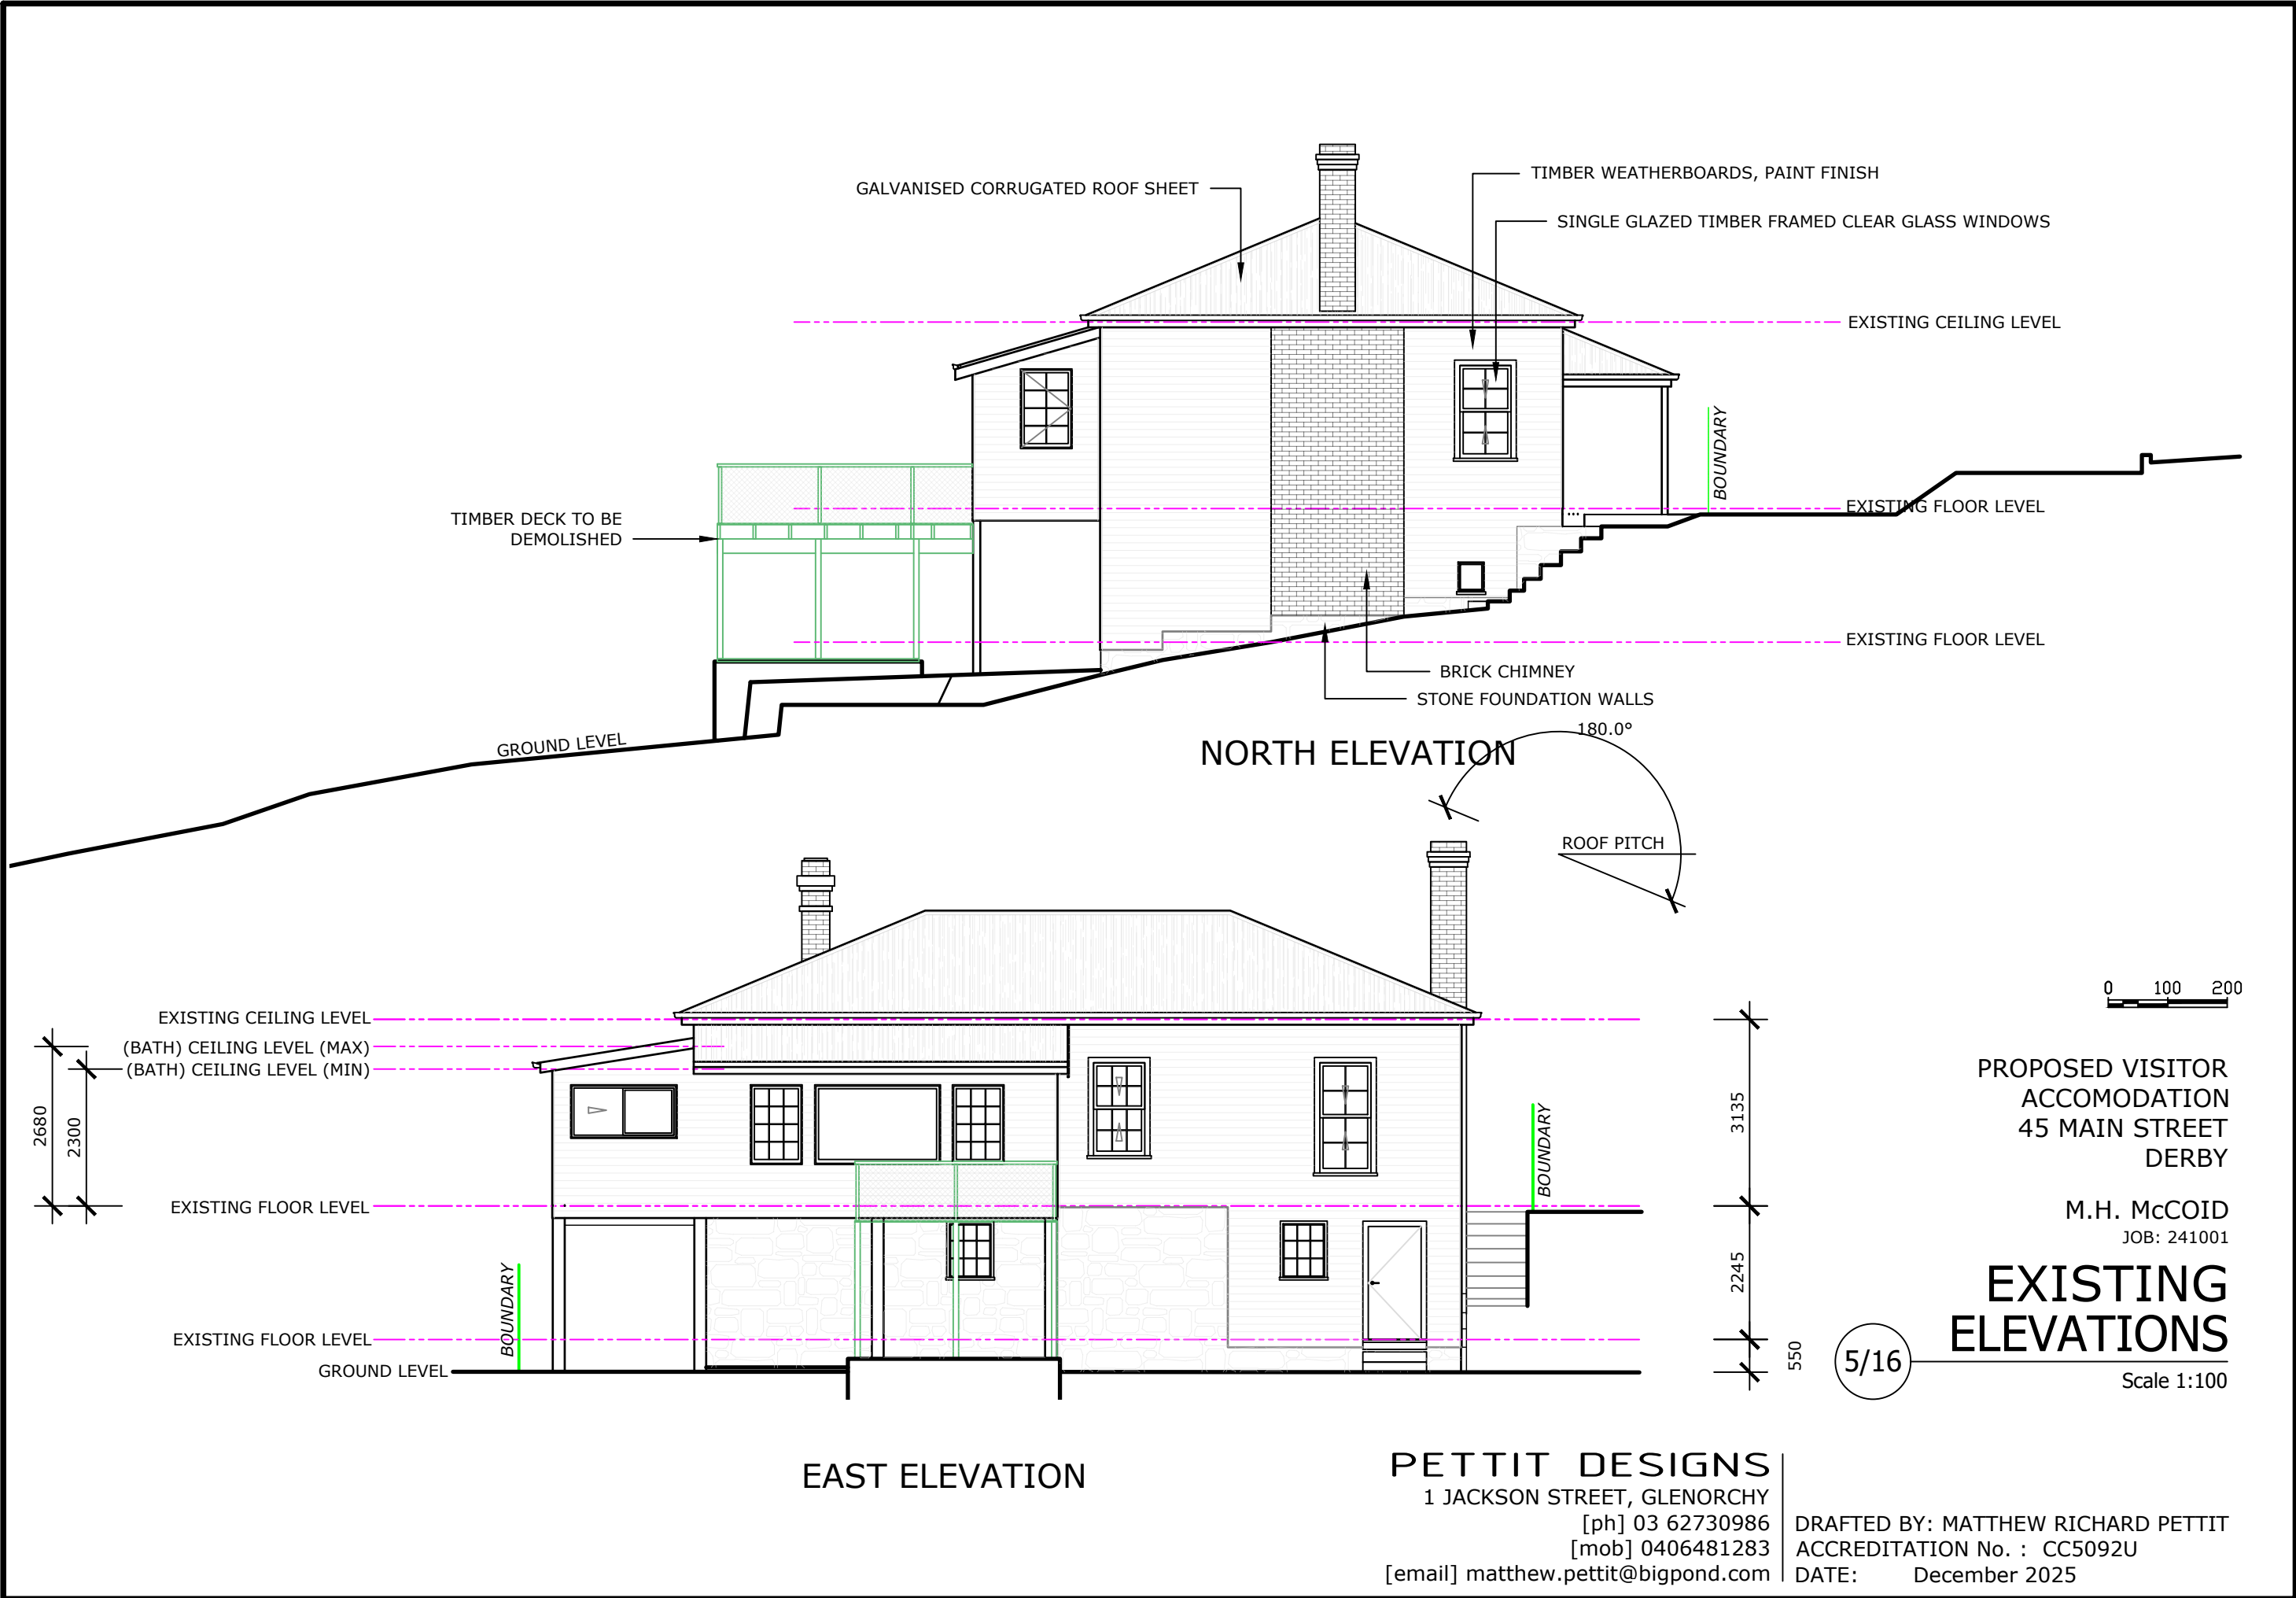 GALVANISED CORRUGATED ROOF SHEET
TIMBER WEATHERBOARDS, PAINT FINISH
SINGLE GLAZED TIMBER FRAMED CLEAR GLASS WINDOWS
EXISTING CEILING LEVEL
BOUNDARY
TIMBER DECK TO BE
DEMOLISHED
EXISTING FLOOR LEVEL
EXISTING FLOOR LEVEL
BRICK CHIMNEY
STONE FOUNDATION WALLS
GROUND LEVEL
NORTH ELEVATION
180.0°
ROOF PITCH
EXISTING CEILING LEVEL
(BATH) CEILING LEVEL (MAX)
(BATH) CEILING LEVEL (MIN)
2680
2300
EXISTING FLOOR LEVEL
BOUNDARY
EXISTING FLOOR LEVEL
GROUND LEVEL
BOUNDARY
3135
2245
550
EAST ELEVATION
0 100 200
PROPOSED VISITOR
ACCOMODATION
45 MAIN STREET
DERBY
M.H. McCOID
JOB: 241001
EXISTING
ELEVATIONS
5/16
Scale 1:100
PETTIT DESIGNS
1 JACKSON STREET, GLENORCHY
[ph] 03 62730986
[mob] 0406481283
[email] matthew.pettit@bigpond.com
DRAFTED BY: MATTHEW RICHARD PETTIT
ACCREDITATION No. : CC5092U
DATE: December 2025